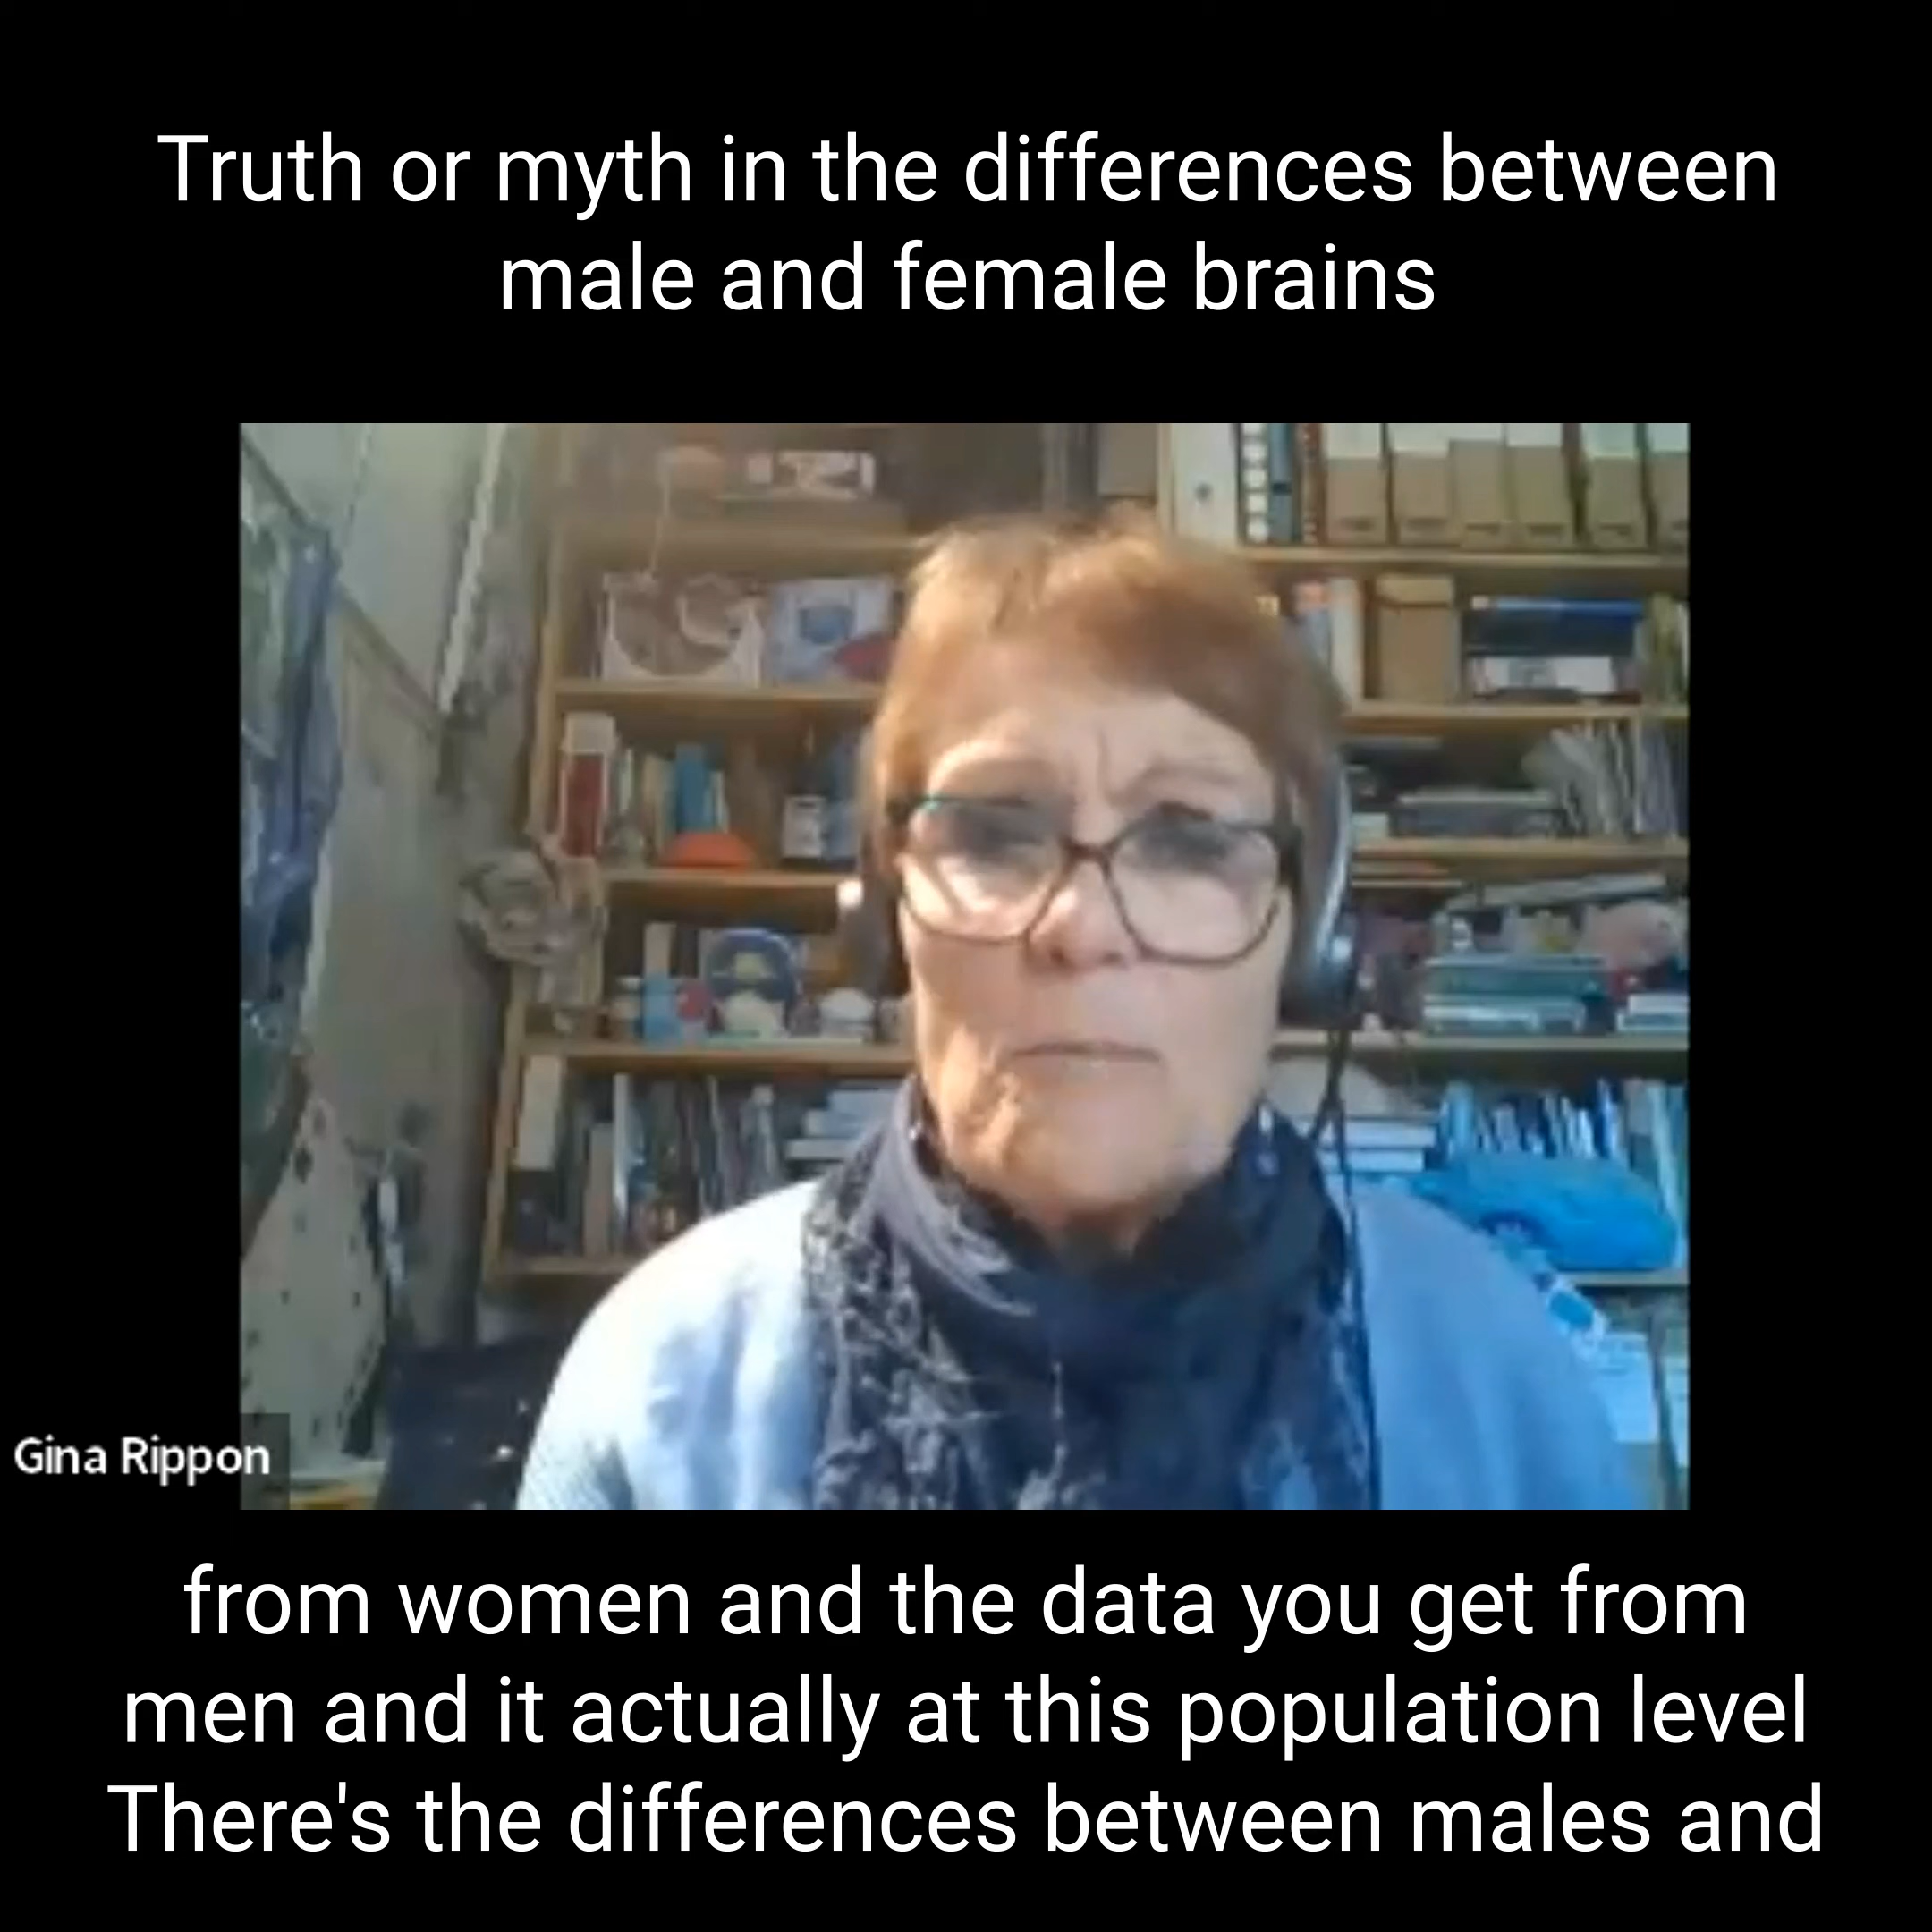 Truth or myth in the differences between
male and female brains
Gina Rippon
from women and the data you get from
men and it actually at this population level
There's the differences between males and